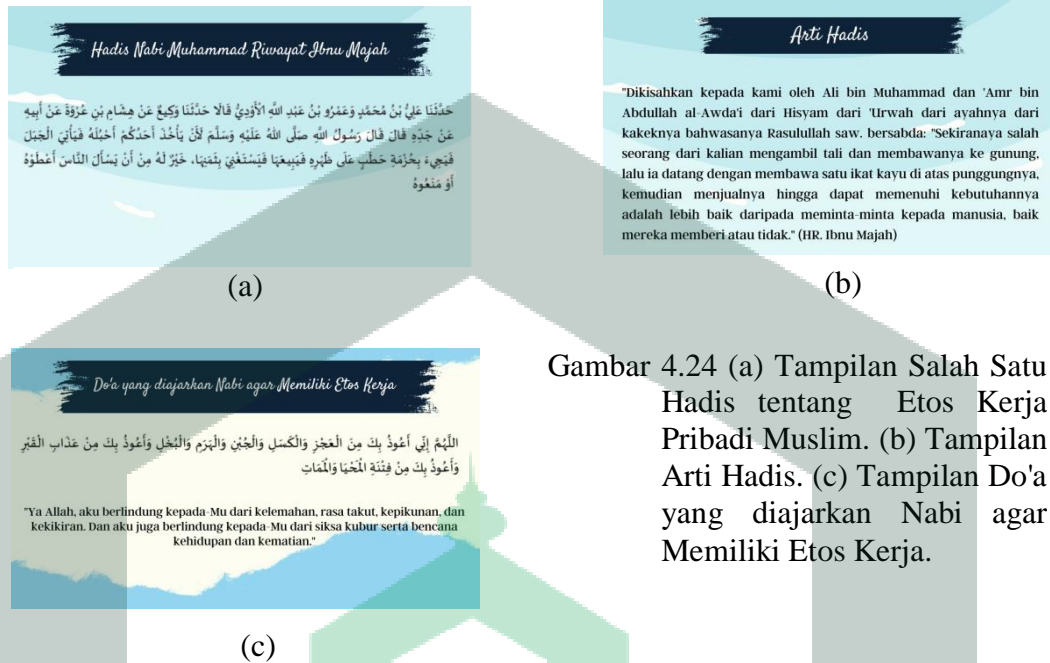 Hadis Nabi Muhammad Riwayat Ibnu Majah
حَدَّثَنَا عَلِيُّ بْنُ مُحَمَّدٍ وَعَمْرُو بْنُ عَبْدِ اللَّهِ الْأَوْدِيُّ قَالَا حَدَّثَنَا وَكِيعٌ عَنْ هِشَامِ بْنِ عُرْوَةَ عَنْ أَبِيهِ
عَنْ جَدِّهِ قَالَ قَالَ رَسُولُ اللهِ صَلَّى اللهُ عَلَيْهِ وَسَلَّمَ لَأَنْ يَأْخُذَ أَحَدُكُمْ أَحْبُلَهُ فَيَأْتِيَ الْجَبَلَ
فَيَجِيءَ بِحُزْمَةِ حَطَبٍ عَلَى ظَهْرِهِ فَيَبِيعَهَا فَيَسْتَغْنِيَ بِثَمَنِهَا، خَيْرٌ لَهُ مِنْ أَنْ يَسْأَلَ النَّاسَ أَعْطَوْهُ
أَوْ مَنَعُوهُ
(a)
Arti Hadis
"Dikisahkan kepada kami oleh Ali bin Muhammad dan 'Amr bin
Abdullah al-Awda'i dari Hisyam dari 'Urwah dari ayahnya dari
kakeknya bahwasanya Rasulullah saw. bersabda: "Sekiranaya salah
seorang dari kalian mengambil tali dan membawanya ke gunung,
lalu ia datang dengan membawa satu ikat kayu di atas punggungnya,
kemudian menjualnya hingga dapat memenuhi kebutuhannya
adalah lebih baik daripada meminta-minta kepada manusia, baik
mereka memberi atau tidak." (HR. Ibnu Majah)
(b)
Do'a yang diajarkan Nabi agar Memiliki Etos Kerja
اللَّهُمَّ إِنِّي أَعُوذُ بِكَ مِنَ الْعَجْزِ وَالْكَسَلِ وَالْجُبْنِ وَالْهَرَمِ وَالْبُخْلِ وَأَعُوذُ بِكَ مِنْ عَذَابِ الْقَبْرِ
وَأَعُوذُ بِكَ مِنْ فِتْنَةِ الْمَحْيَا وَالْمَمَاتِ
"Ya Allah, aku berlindung kepada-Mu dari kelemahan, rasa takut, kepikunan, dan
kekikiran. Dan aku juga berlindung kepada-Mu dari siksa kubur serta bencana
kehidupan dan kematian."
(c)
Gambar 4.24 (a) Tampilan Salah Satu
Hadis tentang Etos Kerja
Pribadi Muslim. (b) Tampilan
Arti Hadis. (c) Tampilan Do'a
yang diajarkan Nabi agar
Memiliki Etos Kerja.